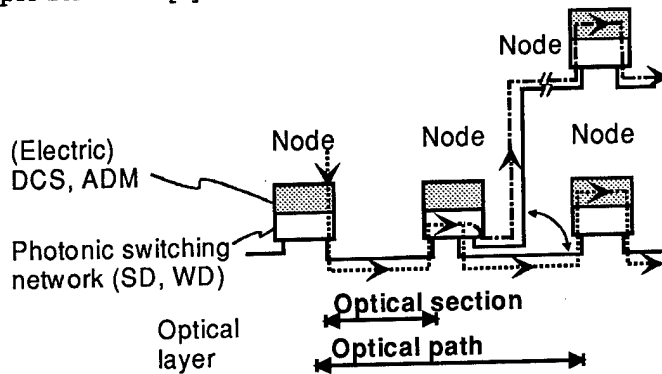 Node
(Electric)
DCS, ADM
Node
Node
Node
Photonic switching
network (SD, WD)
Optical section
Optical
layer
Optical path